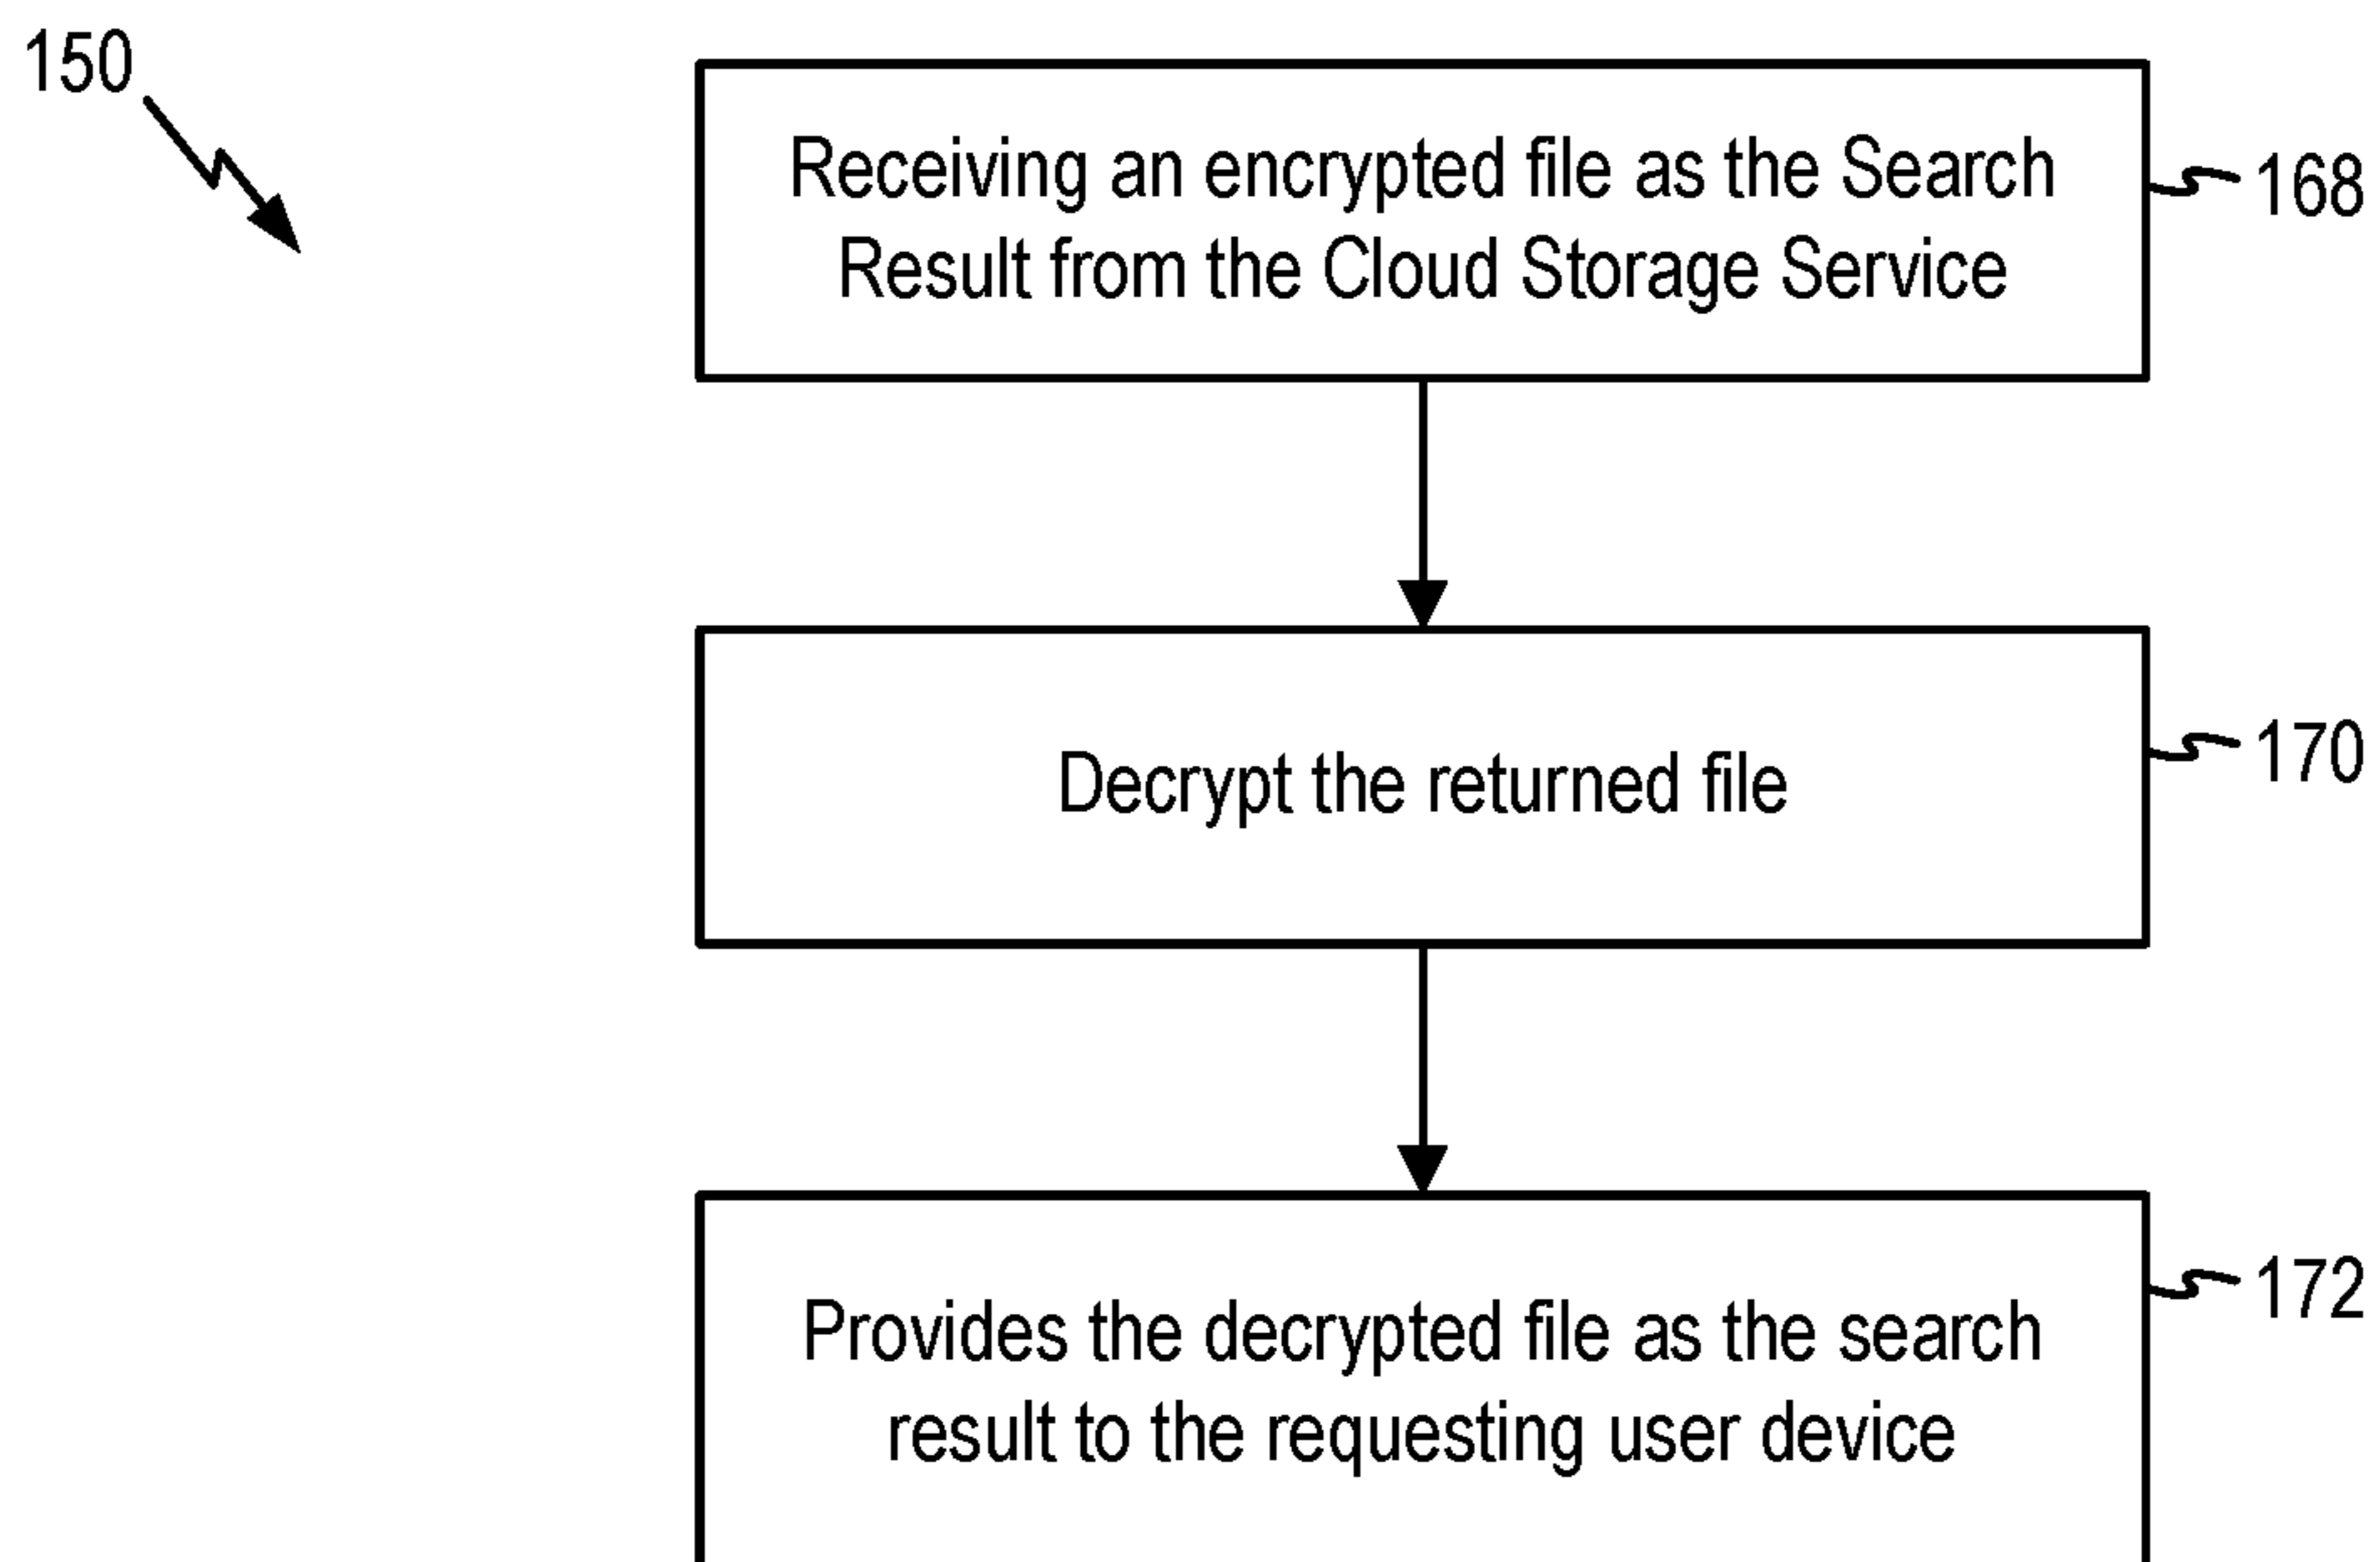 150
Receiving an encrypted file as the Search
Result from the Cloud Storage Service
168
Decrypt the returned file
170
Provides the decrypted file as the search
result to the requesting user device
172